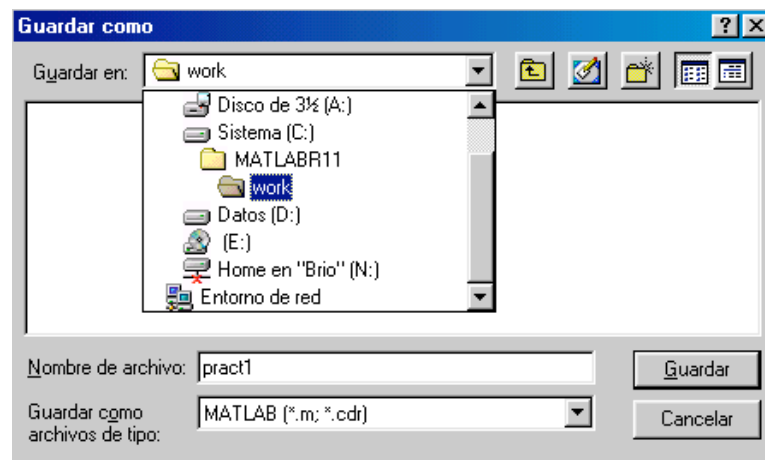 Guardar como
Guardar en: work
Disco de 3½ (A:)
Sistema (C:)
MATLABR11
work
Datos (D:)
(E:)
Home en "Brio" (N:)
Entorno de red
Nombre de archivo: pract1 Guardar
Guardar como
archivos de tipo: MATLAB (*.m; *.cdr) Cancelar